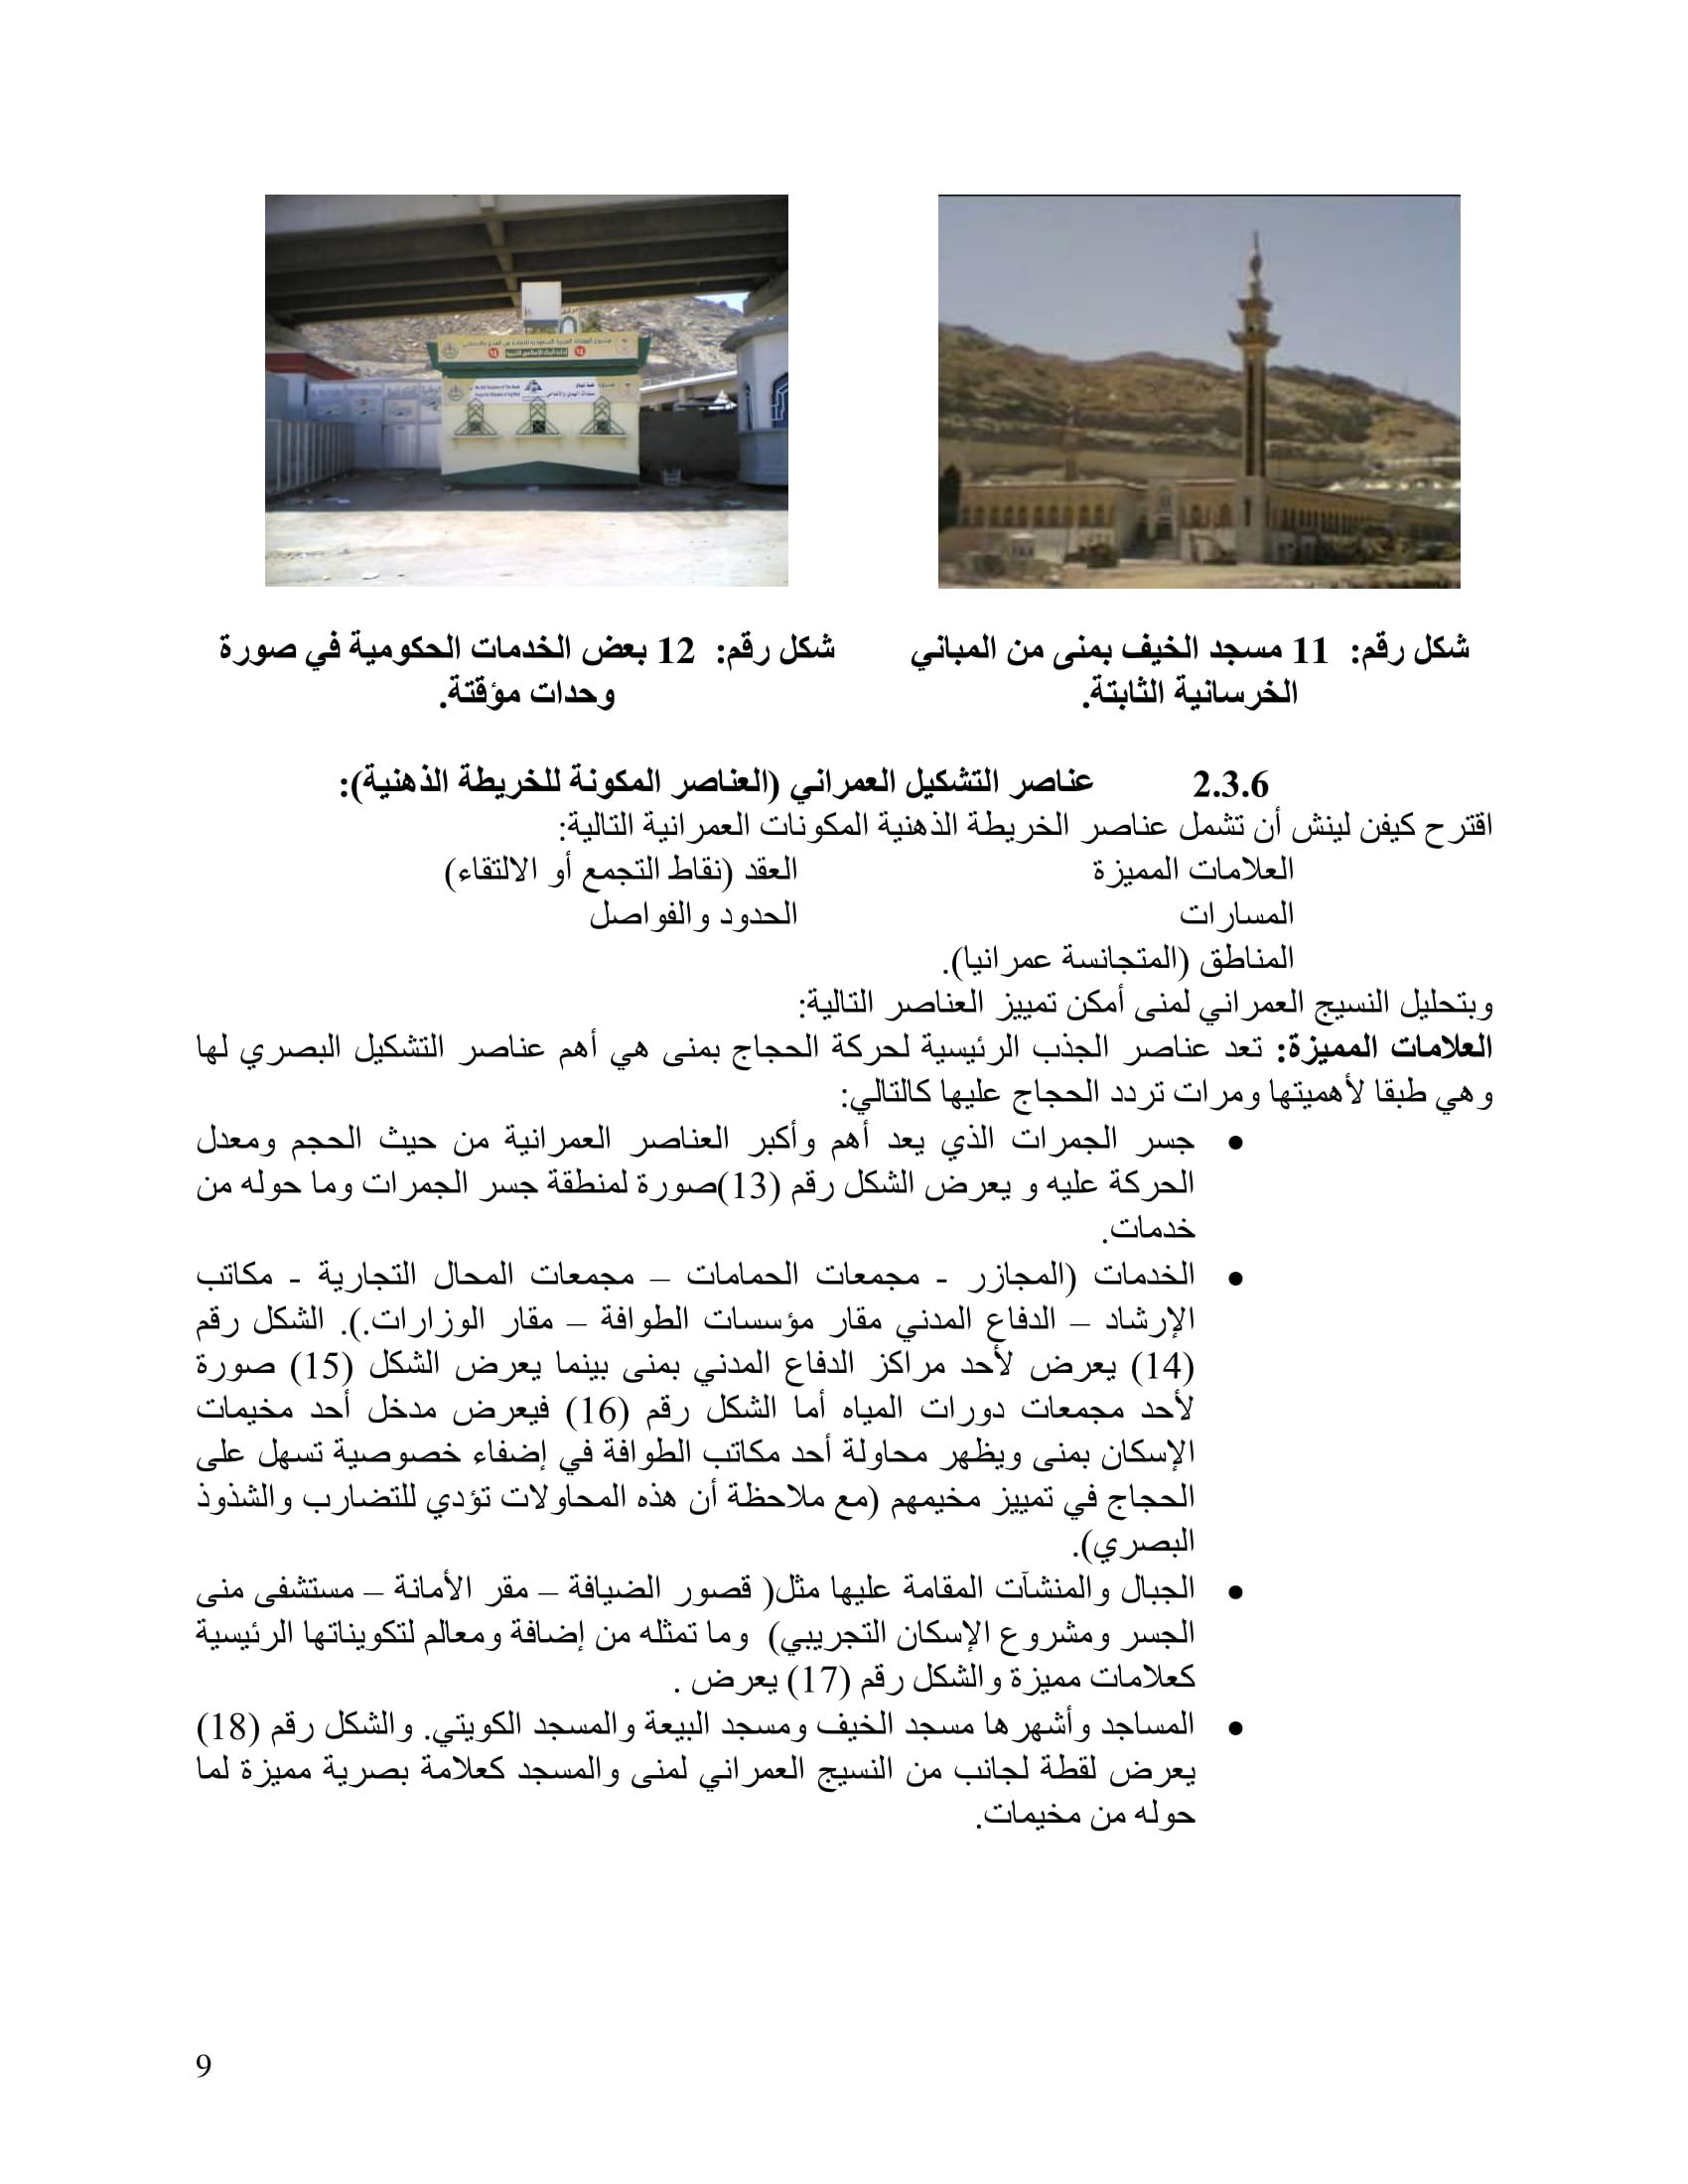 شكل رقم: 11 مسجد الخيف بمنى من المباني
الخرسانية الثابتة.
شكل رقم: 12 بعض الخدمات الحكومية في صورة
وحدات مؤقتة.
2.3.6 عناصر التشكيل العمراني (العناصر المكونة للخريطة الذهنية):
اقترح كيفن لينش أن تشمل عناصر الخريطة الذهنية المكونات العمرانية التالية:
العلامات المميزة العقد (نقاط التجمع أو الالتقاء)
المسارات الحدود والفواصل
المناطق (المتجانسة عمرانيا).
وبتحليل النسيج العمراني لمنى أمكن تمييز العناصر التالية:
العلامات المميزة: تعد عناصر الجذب الرئيسية لحركة الحجاج بمنى هي أهم عناصر التشكيل البصري لها
وهي طبقا لأهميتها ومرات تردد الحجاج عليها كالتالي:
• جسر الجمرات الذي يعد أهم وأكبر العناصر العمرانية من حيث الحجم ومعدل
الحركة عليه و يعرض الشكل رقم (13)صورة لمنطقة جسر الجمرات وما حوله من
خدمات.
• الخدمات (المجازر - مجمعات الحمامات – مجمعات المحال التجارية - مكاتب
الإرشاد – الدفاع المدني مقار مؤسسات الطوافة – مقار الوزارات.). الشكل رقم
(14) يعرض لأحد مراكز الدفاع المدني بمنى بينما يعرض الشكل (15) صورة
لأحد مجمعات دورات المياه أما الشكل رقم (16) فيعرض مدخل أحد مخيمات
الإسكان بمنى ويظهر محاولة أحد مكاتب الطوافة في إضفاء خصوصية تسهل على
الحجاج في تمييز مخيمهم (مع ملاحظة أن هذه المحاولات تؤدي للتضارب والشذوذ
البصري).
• الجبال والمنشآت المقامة عليها مثل( قصور الضيافة – مقر الأمانة – مستشفى منى
الجسر ومشروع الإسكان التجريبي) وما تمثله من إضافة ومعالم لتكويناتها الرئيسية
كعلامات مميزة والشكل رقم (17) يعرض .
• المساجد وأشهرها مسجد الخيف ومسجد البيعة والمسجد الكويتي. والشكل رقم (18)
يعرض لقطة لجانب من النسيج العمراني لمنى والمسجد كعلامة بصرية مميزة لما
حوله من مخيمات.
9